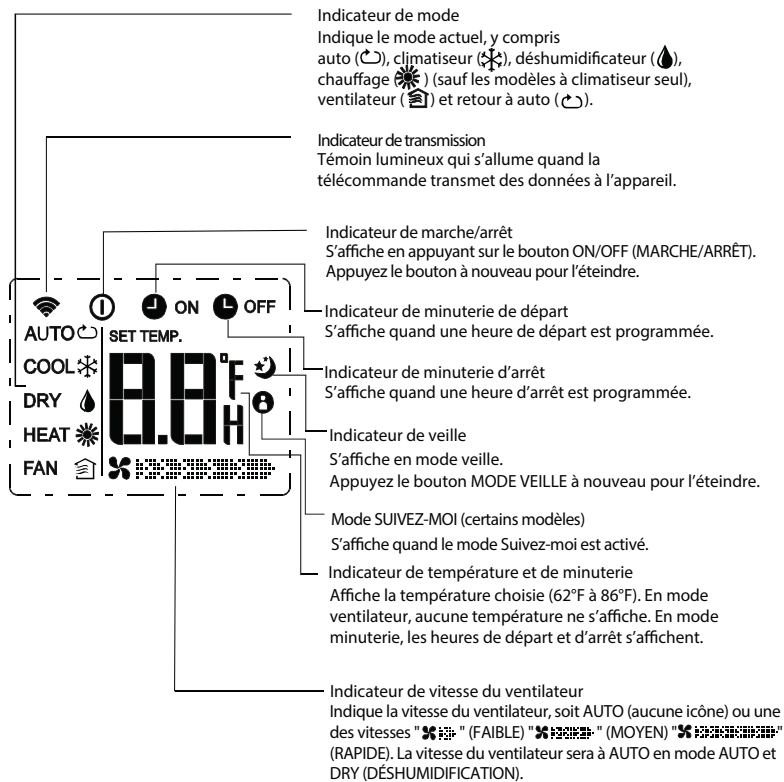 Indicateur de mode
Indique le mode actuel, y compris
auto ( ), climatiseur ( ), déshumidificateur ( ),
chauffage ( ) (sauf les modèles à climatiseur seul),
ventilateur ( ) et retour à auto ( ).
Indicateur de transmission
Témoin lumineux qui s’allume quand la
télécommande transmet des données à l’appareil.
Indicateur de marche/arrêt
S’affiche en appuyant sur le bouton ON/OFF (MARCHE/ARRÊT).
Appuyez le bouton à nouveau pour l’éteindre.
Indicateur de minuterie de départ
S’affiche quand une heure de départ est programmée.
Indicateur de minuterie d’arrêt
S’affiche quand une heure d’arrêt est programmée.
Indicateur de veille
S’affiche en mode veille.
Appuyez le bouton MODE VEILLE à nouveau pour l’éteindre.
Mode SUIVEZ-MOI (certains modèles)
S’affiche quand le mode Suivez-moi est activé.
Indicateur de température et de minuterie
Affiche la température choisie (62°F à 86°F). En mode
ventilateur, aucune température ne s’affiche. En mode
minuterie, les heures de départ et d’arrêt s’affichent.
Indicateur de vitesse du ventilateur
Indique la vitesse du ventilateur, soit AUTO (aucune icône) ou une
des vitesses " " (FAIBLE) " " (MOYEN) " "
(RAPIDE). La vitesse du ventilateur sera à AUTO en mode AUTO et
DRY (DÉSHUMIDIFICATION).
ON OFF
AUTO SET TEMP.
COOL 8.8 °F
DRY
HEAT H
FAN